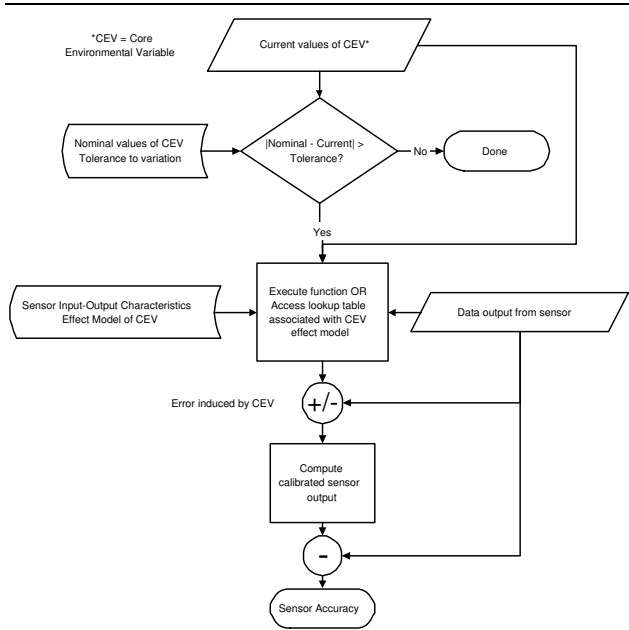 *CEV = Core
Environmental Variable
Current values of CEV*
Nominal values of CEV
Tolerance to variation
|Nominal - Current| >
Tolerance?
No
Done
Yes
Sensor Input-Output Characteristics
Effect Model of CEV
Execute function OR
Access lookup table
associated with CEV
effect model
Data output from sensor
Error induced by CEV
+/-
Compute
calibrated sensor
output
-
Sensor Accuracy